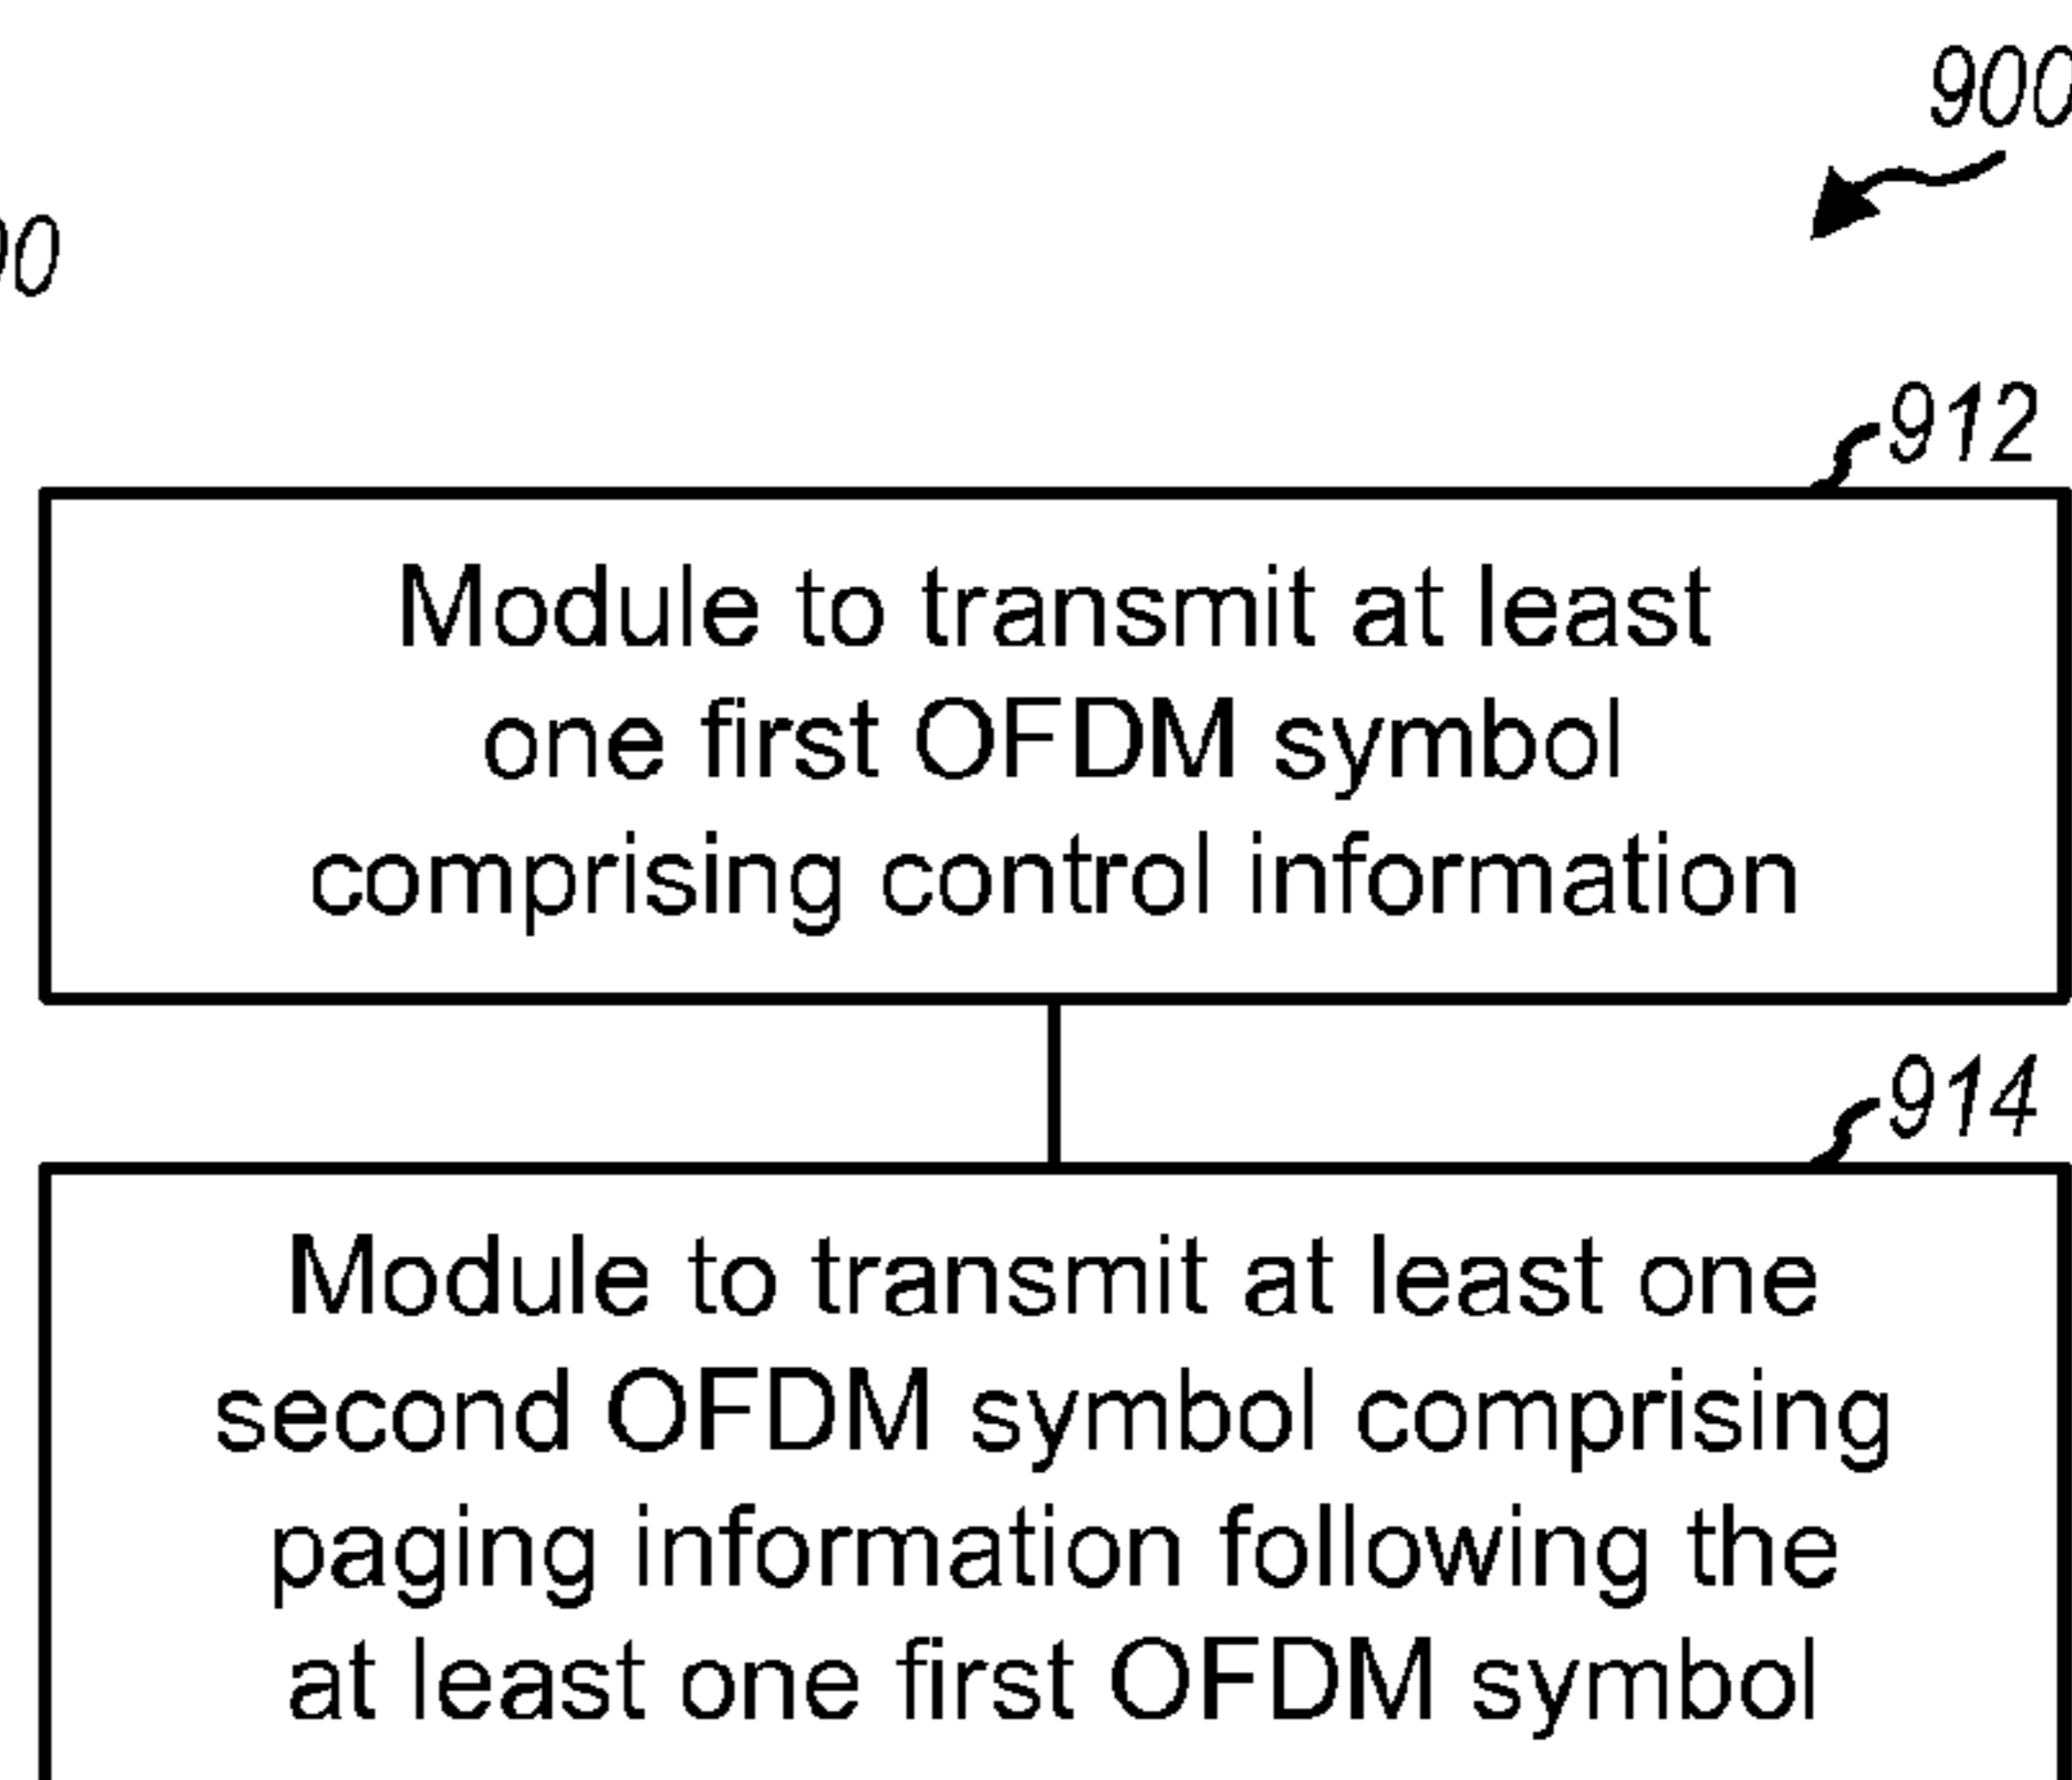 900
912
Module to transmit at least
one first OFDM symbol
comprising control information
914
Module to transmit at least one
second OFDM symbol comprising
paging information following the
at least one first OFDM symbol